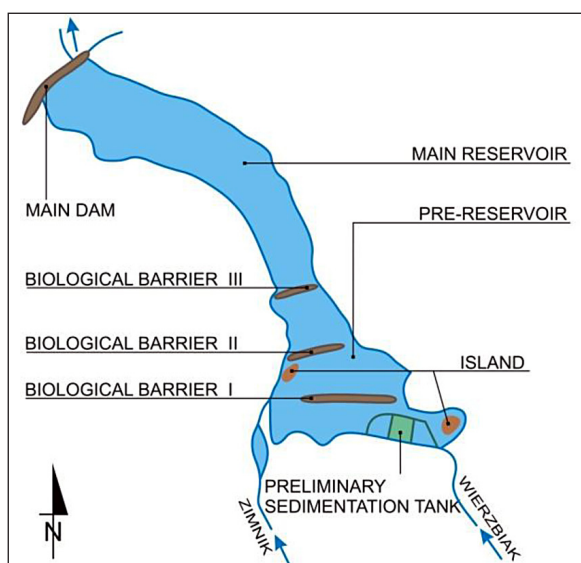 MAIN RESERVOIR
MAIN DAM
PRE-RESERVOIR
BIOLOGICAL BARRIER III
BIOLOGICAL BARRIER II
ISLAND
BIOLOGICAL BARRIER I
PRELIMINARY
SEDIMENTATION TANK
ZIMNIK
WIERZBIAK
N